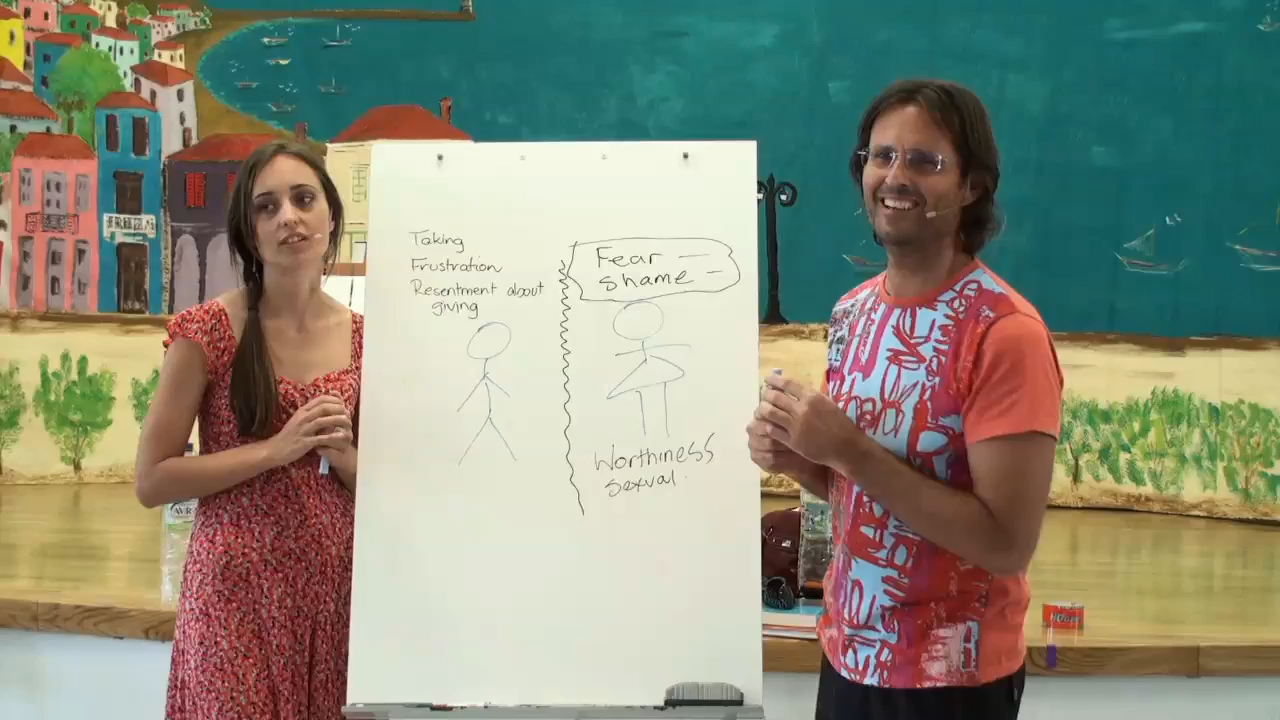 Taking
Frustration
Resentment about
giving
Fear —
shame —
Worthiness
sexual.